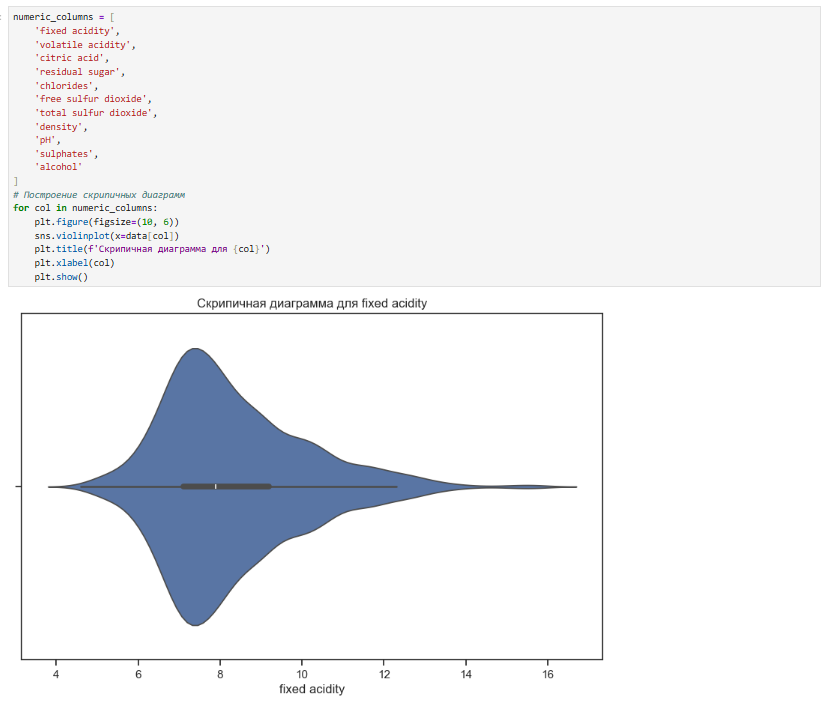 numeric_columns = [
    'fixed acidity',
    'volatile acidity',
    'citric acid',
    'residual sugar',
    'chlorides',
    'free sulfur dioxide',
    'total sulfur dioxide',
    'density',
    'pH',
    'sulphates',
    'alcohol'
]
# Построение скрипичных диаграмм
for col in numeric_columns:
    plt.figure(figsize=(10, 6))
    sns.violinplot(x=data[col])
    plt.title(f'Скрипичная диаграмма для {col}')
    plt.xlabel(col)
    plt.show()
Скрипичная диаграмма для fixed acidity
4 6 8 10 12 14 16
fixed acidity